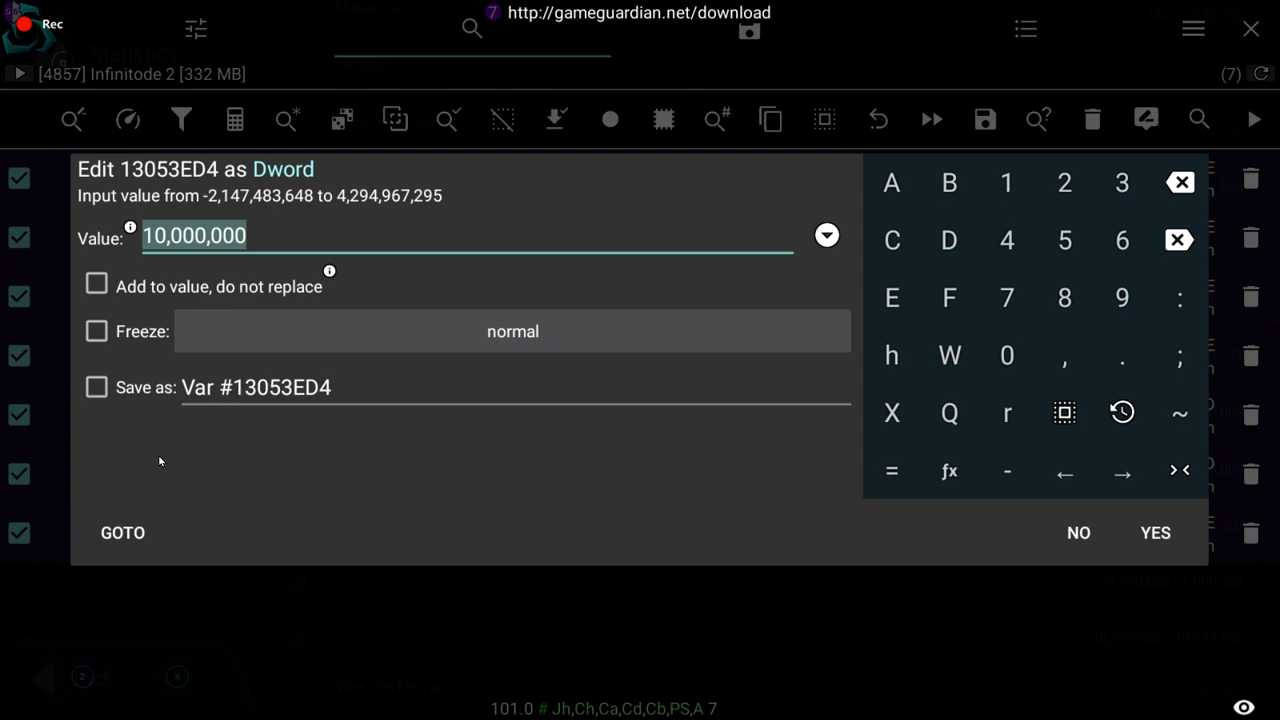 Rec
7 http://gameguardian.net/download
Statistics
[4857] Infinitode 2 [332 MB]
(7)
Edit 13053ED4 as Dword
Input value from -2,147,483,648 to 4,294,967,295
Value: 10,000,000
Add to value, do not replace
Freeze: normal
Save as: Var #13053ED4
GOTO NO YES
A B 1 2 3
C D 4 5 6
E F 7 8 9 :
h W 0 , . ;
X Q r ~
= ƒx - ← → ><
101.0 # Jh,Ch,Ca,Cd,Cb,PS,A 7